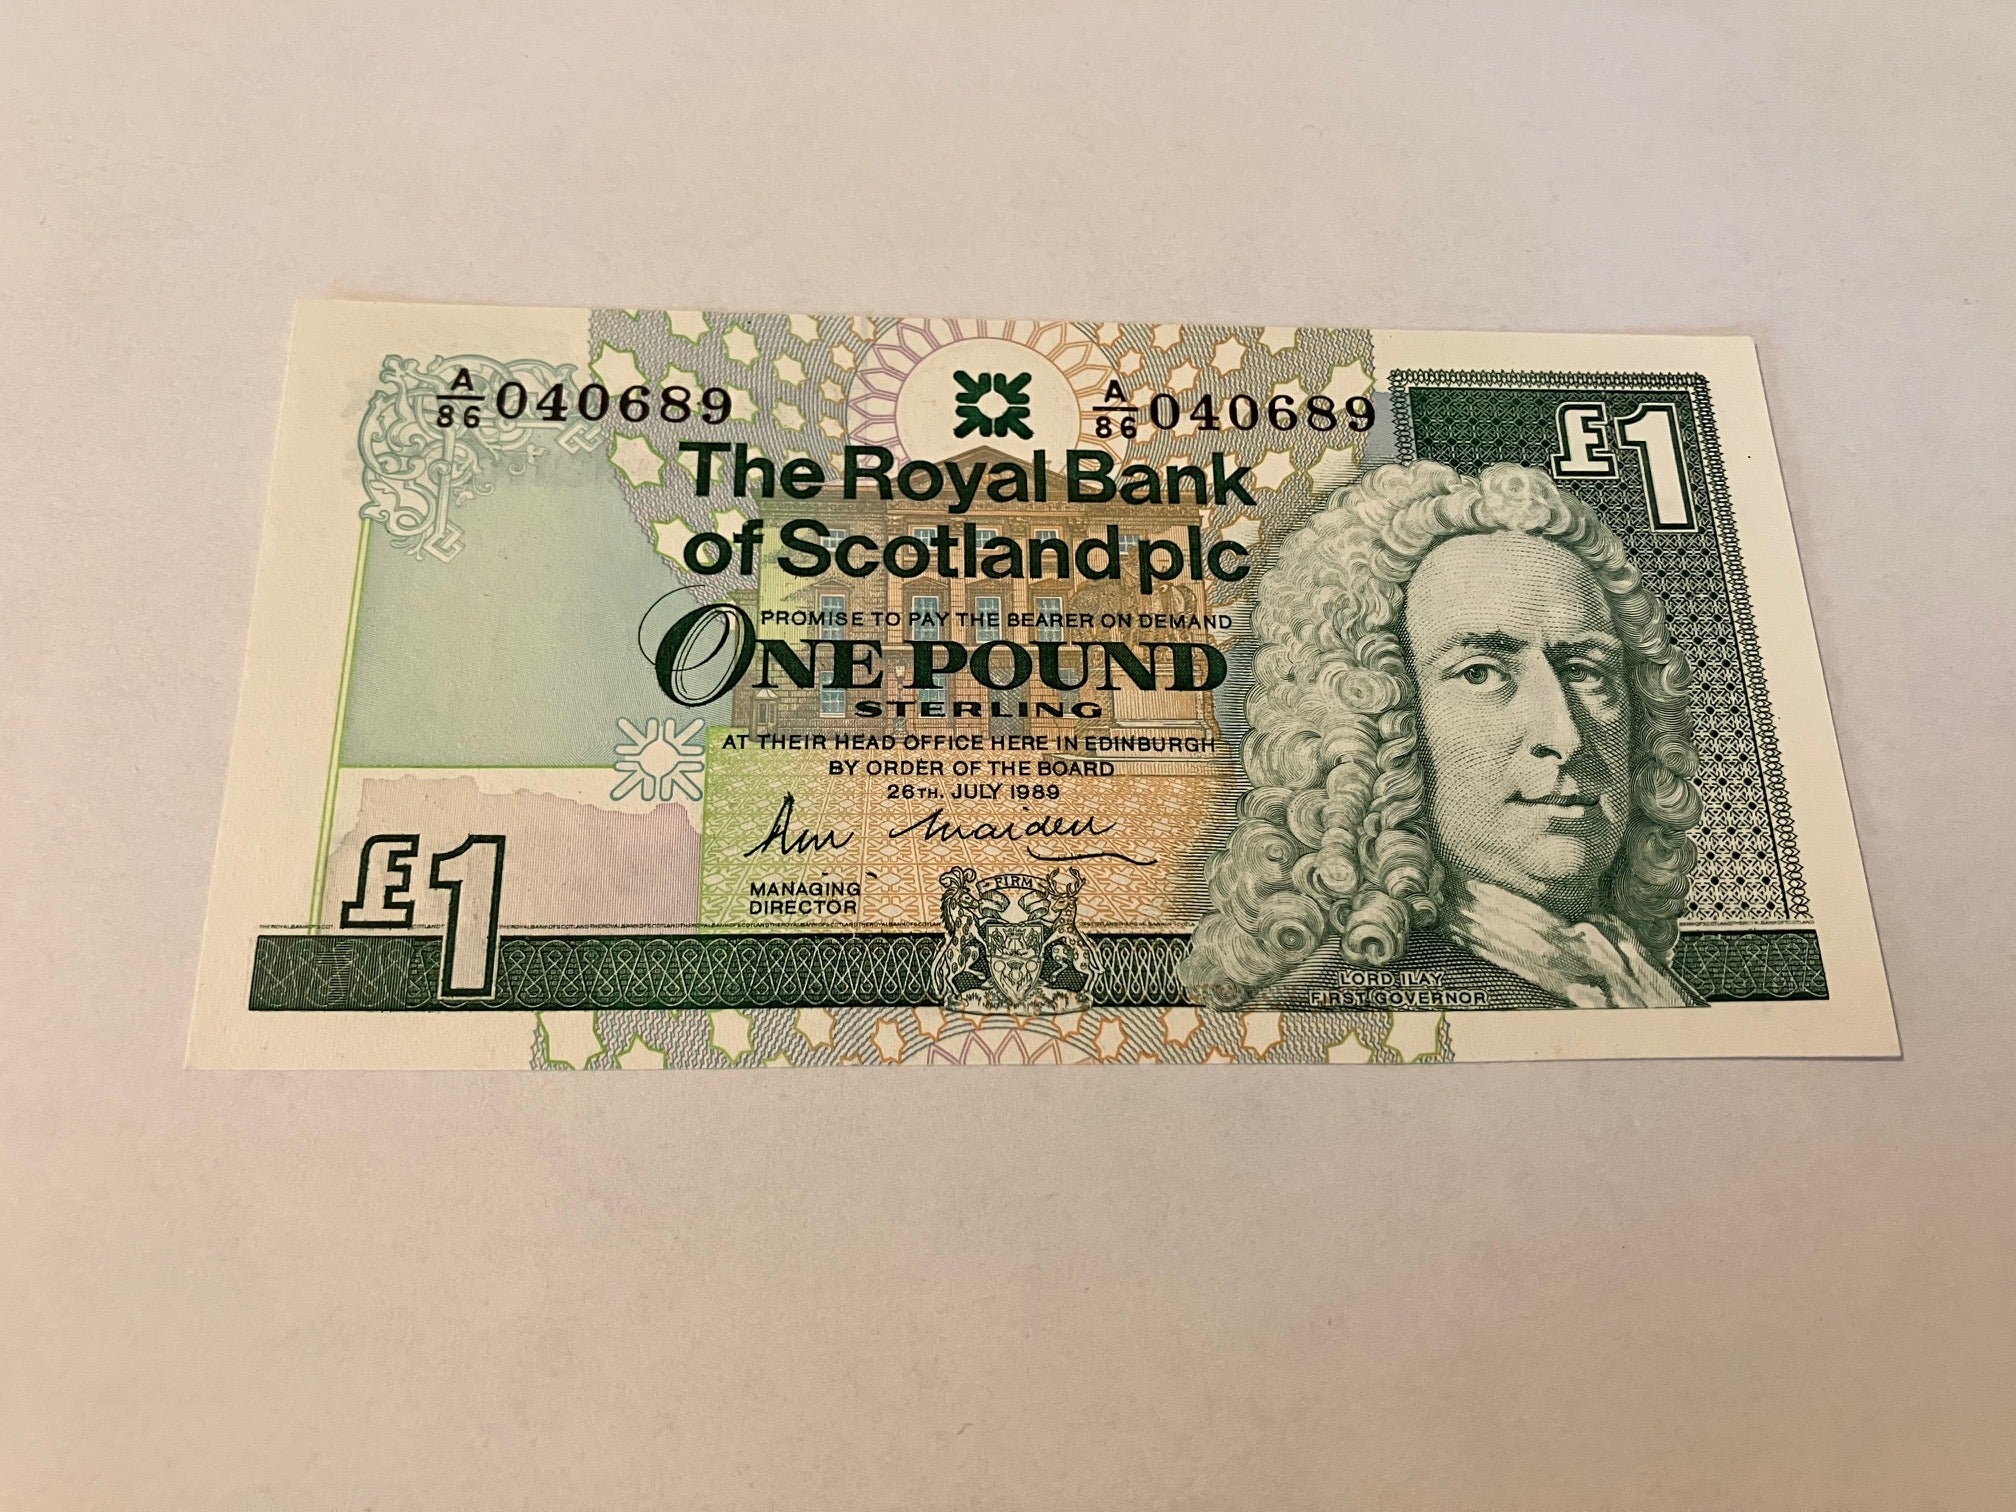 A/86 040689
A/86 040689
£1
The Royal Bank
of Scotland plc
PROMISE TO PAY THE BEARER ON DEMAND
ONE POUND
STERLING
AT THEIR HEAD OFFICE HERE IN EDINBURGH
BY ORDER OF THE BOARD
26TH. JULY 1989
MANAGING
DIRECTOR
FIRM
£1
LORD ILAY
FIRST GOVERNOR